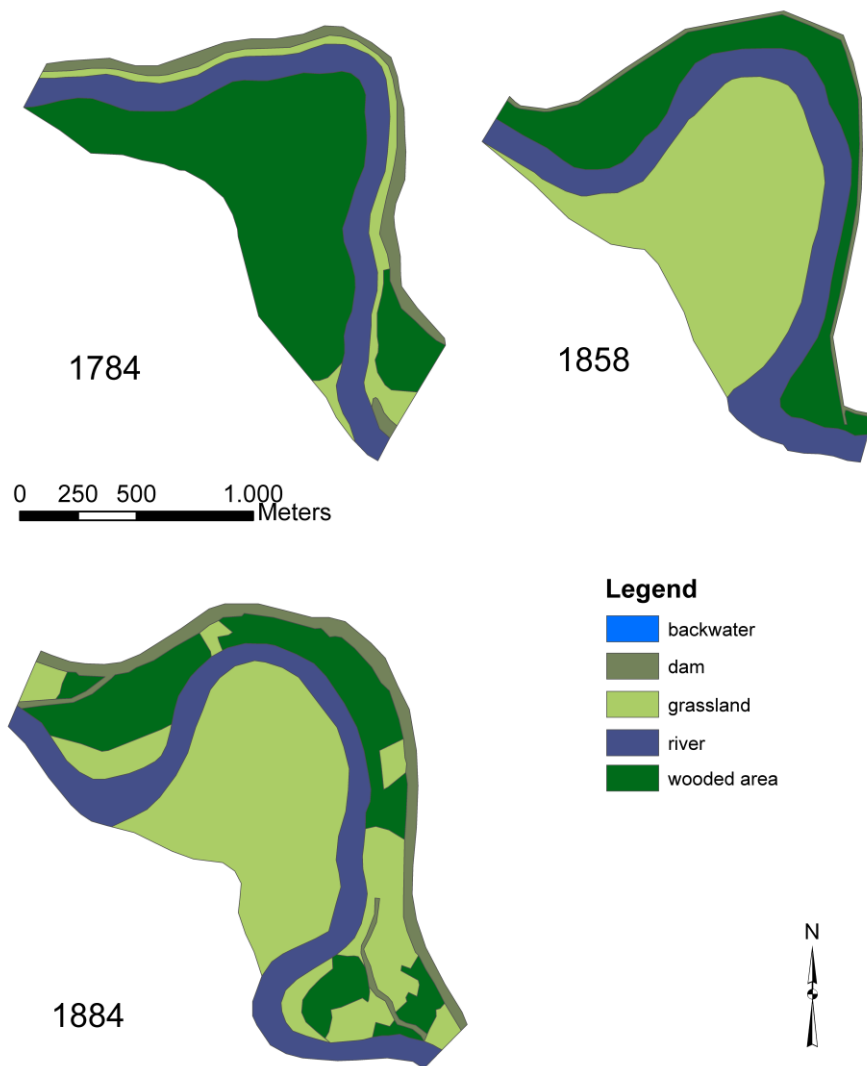 1784
1858
0 250 500 1.000
Meters
Legend
backwater
dam
grassland
river
wooded area
N
1884